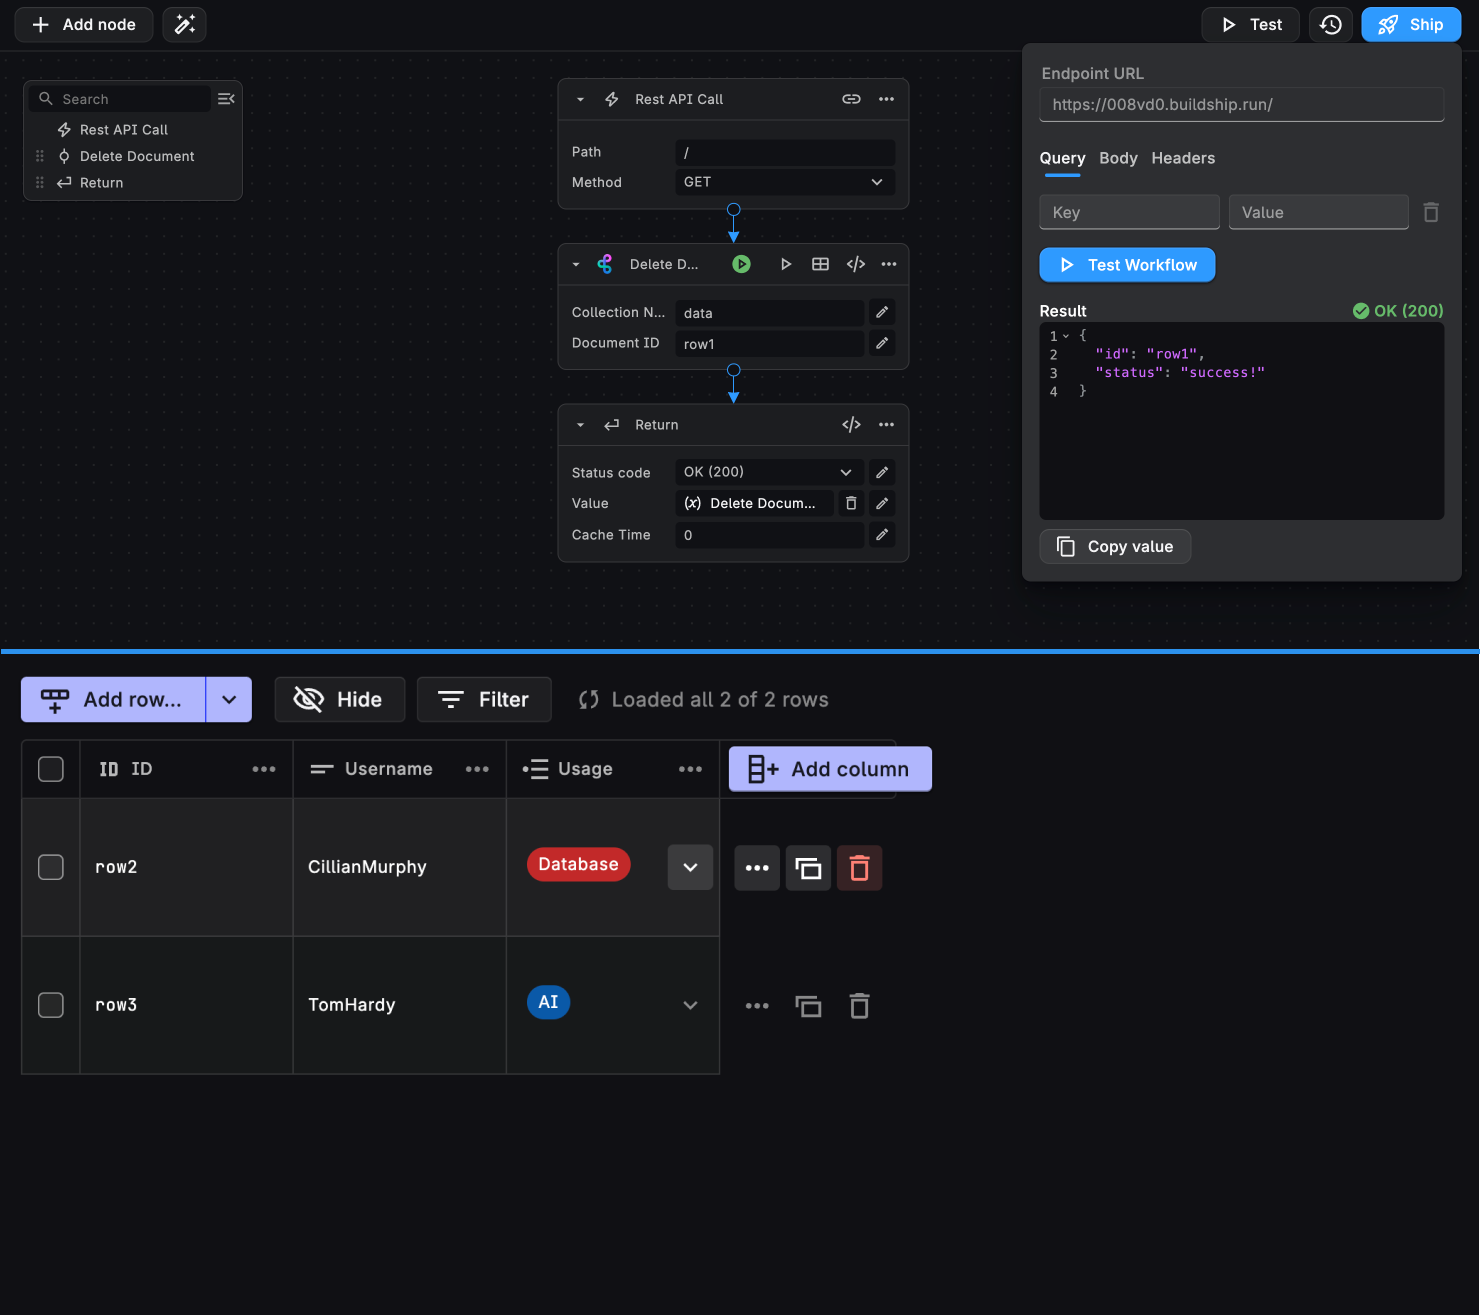 Add node
Test
Ship
Search
Rest API Call
Delete Document
Return
Rest API Call
Path
/
Method
GET
Delete D...
Collection N...
data
Document ID
row1
Return
Status code
OK (200)
Value
(x) Delete Docum...
Cache Time
0
Endpoint URL
https://008vd0.buildship.run/
Query Body Headers
Key
Value
Test Workflow
Result
OK (200)
1 {
2 "id": "row1",
3 "status": "success!"
4 }
Copy value
Add row...
Hide
Filter
Loaded all 2 of 2 rows
ID ID
Username
Usage
Add column
row2
CillianMurphy
Database
row3
TomHardy
AI